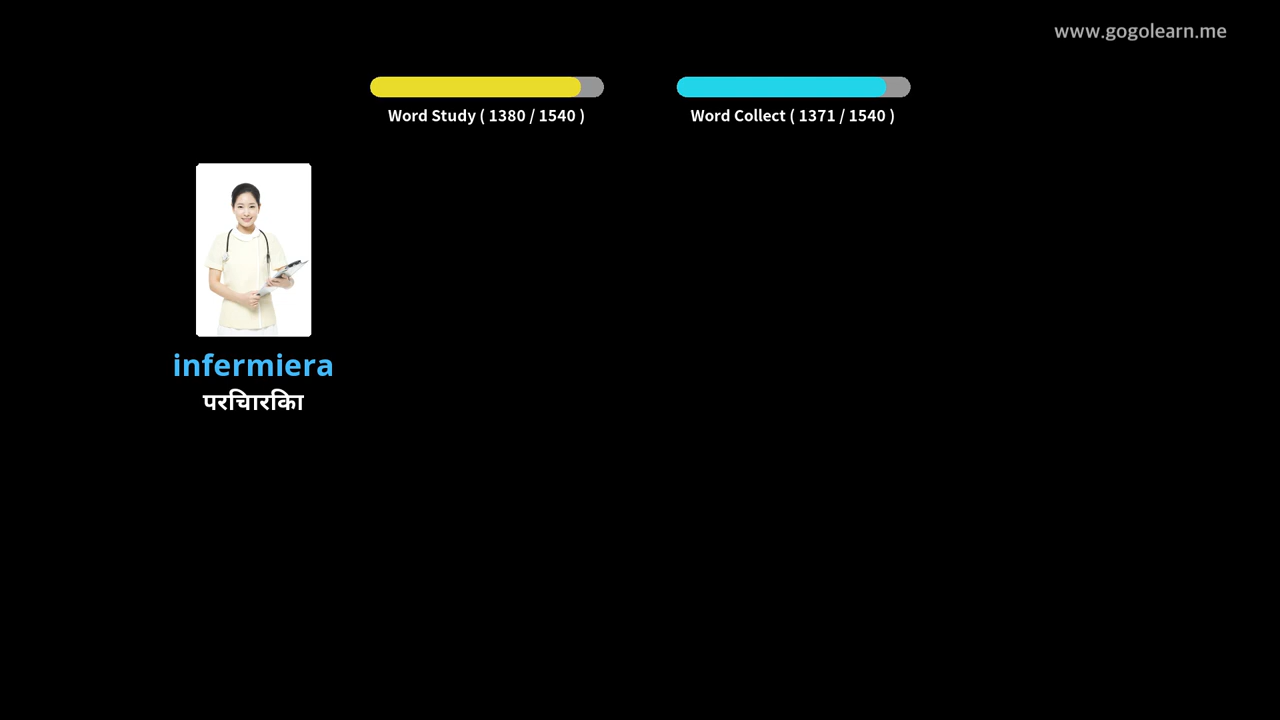 www.gogolearn.me
Word Study ( 1380 / 1540 )
Word Collect ( 1371 / 1540 )
infermiera
परिचारिका